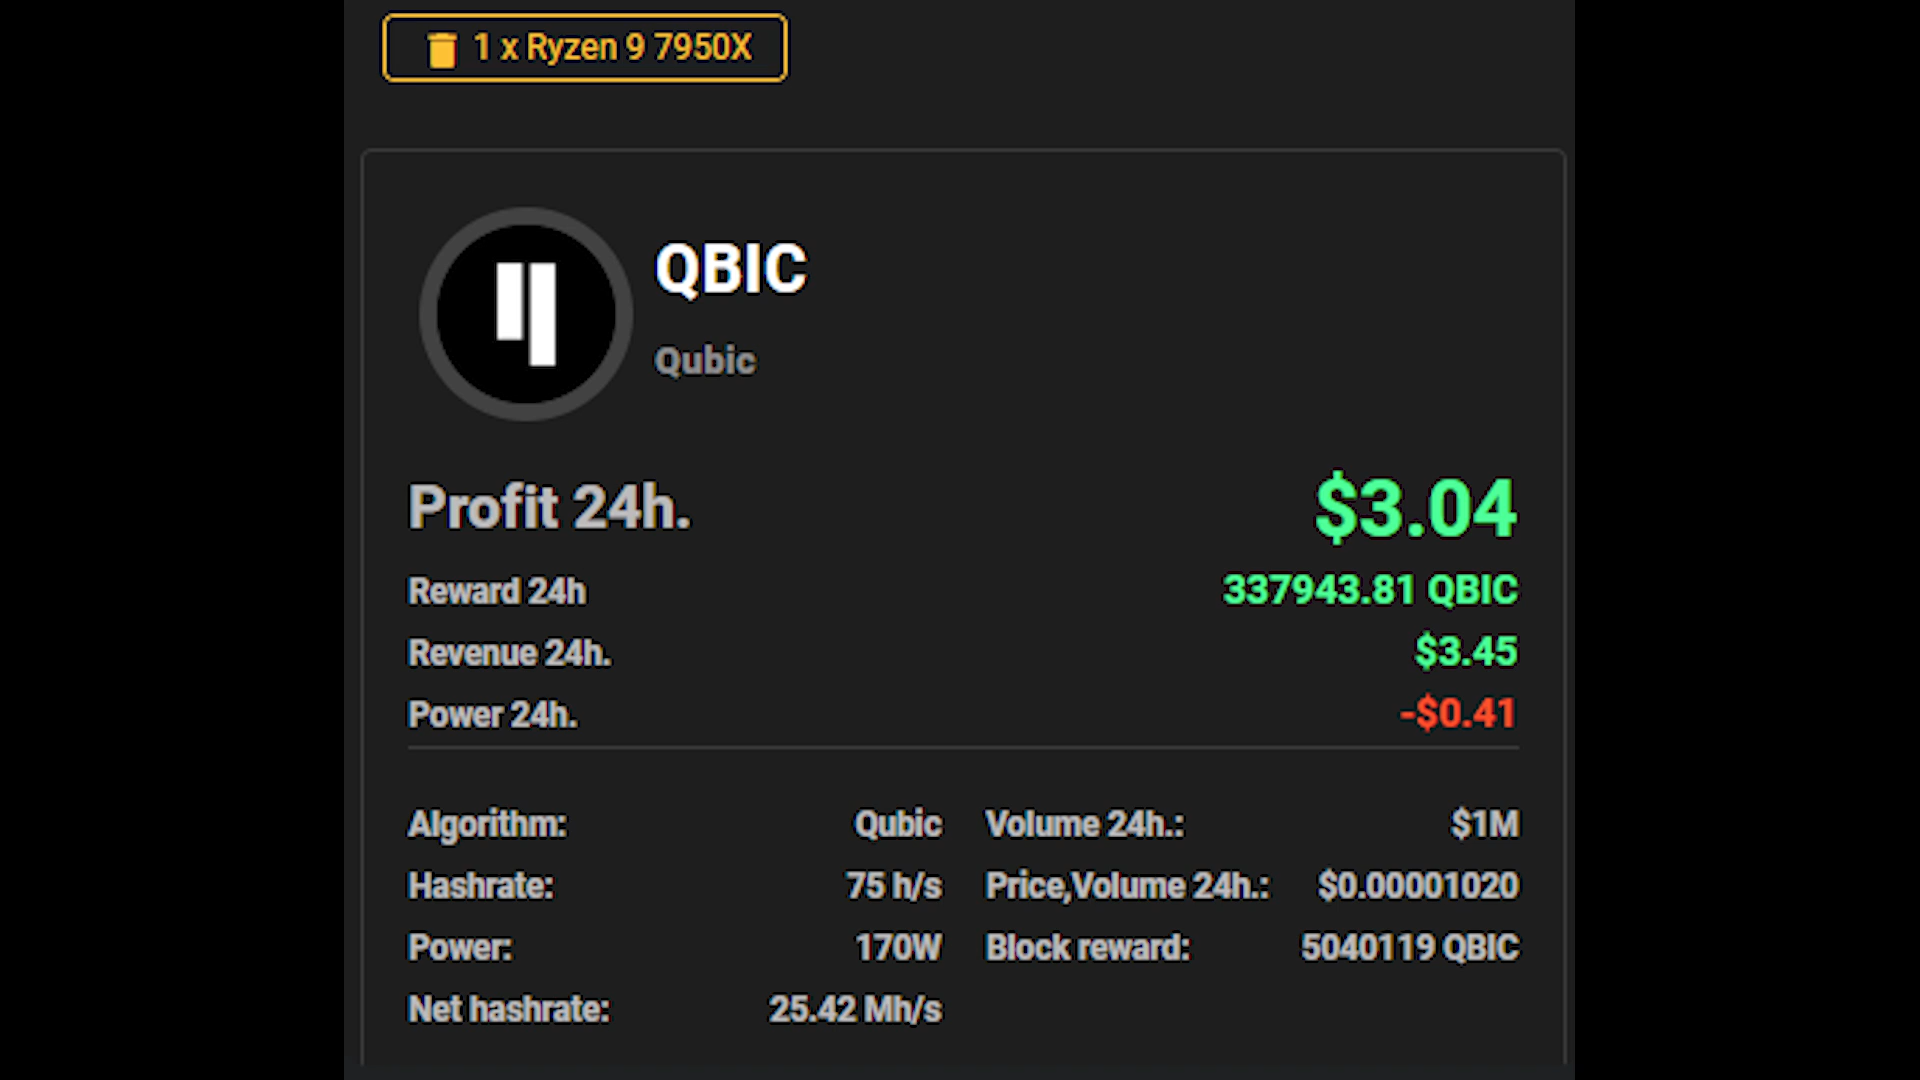 1 x Ryzen 9 7950X
QBIC
Qubic
Profit 24h. $3.04
Reward 24h 337943.81 QBIC
Revenue 24h. $3.45
Power 24h. -$0.41
Algorithm: Qubic Volume 24h.: $1M
Hashrate: 75 h/s Price,Volume 24h.: $0.00001020
Power: 170W Block reward: 5040119 QBIC
Net hashrate: 25.42 Mh/s